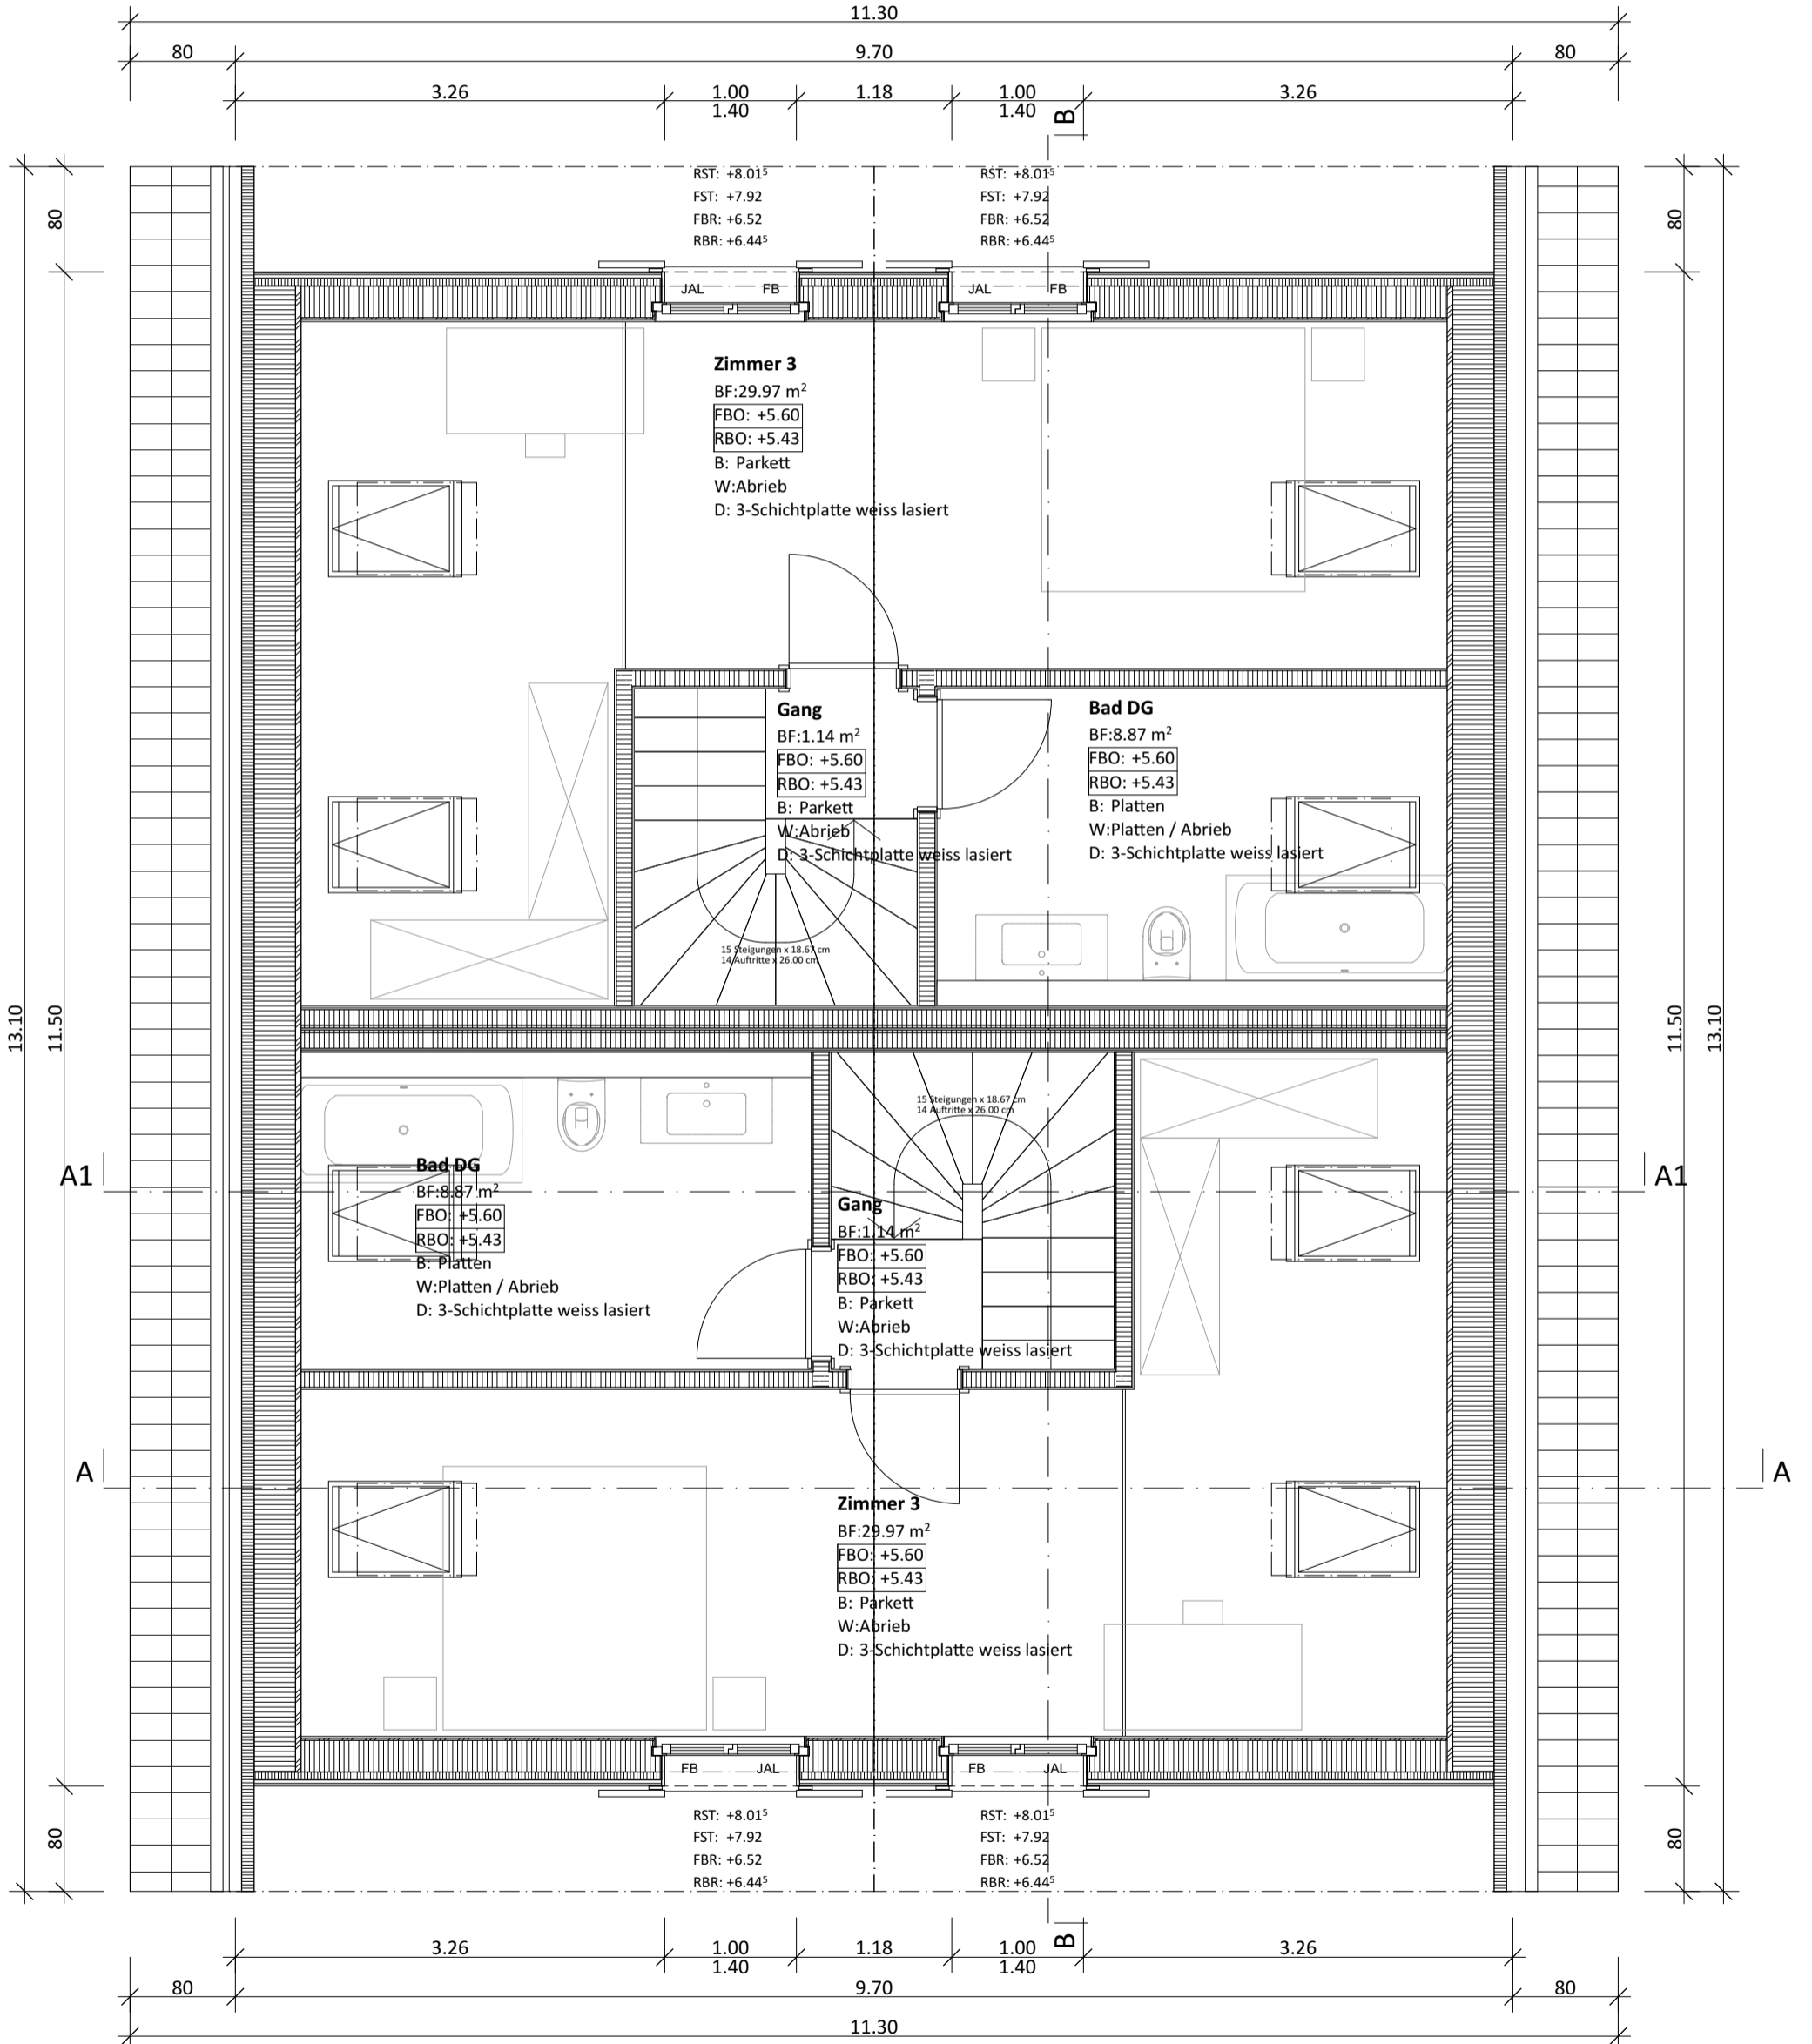 11.30
80 9.70 80
3.26 1.00 1.18 1.00 3.26
1.40 1.40
B
RST: +8.01⁵ RST: +8.01⁵
FST: +7.92 FST: +7.92
FBR: +6.52 FBR: +6.52
RBR: +6.44⁵ RBR: +6.44⁵
80 80
JAL FB JAL FB
Zimmer 3
BF:29.97 m²
FBO: +5.60
RBO: +5.43
B: Parkett
W:Abrieb
D: 3-Schichtplatte weiss lasiert
Gang
BF:1.14 m²
FBO: +5.60
RBO: +5.43
B: Parkett
W:Abrieb
D: 3-Schichtplatte weiss lasiert
Bad DG
BF:8.87 m²
FBO: +5.60
RBO: +5.43
B: Platten
W:Platten / Abrieb
D: 3-Schichtplatte weiss lasiert
15 Steigungen x 18.67 cm
14 Auftritte x 26.00 cm
13.10 11.50 11.50 13.10
15 Steigungen x 18.67 cm
14 Auftritte x 26.00 cm
A1 A1
Bad DG
BF:8.87 m²
FBO: +5.60
RBO: +5.43
B: Platten
W:Platten / Abrieb
D: 3-Schichtplatte weiss lasiert
Gang
BF:1.14 m²
FBO: +5.60
RBO: +5.43
B: Parkett
W:Abrieb
D: 3-Schichtplatte weiss lasiert
A A
Zimmer 3
BF:29.97 m²
FBO: +5.60
RBO: +5.43
B: Parkett
W:Abrieb
D: 3-Schichtplatte weiss lasiert
FB JAL FB JAL
RST: +8.01⁵ RST: +8.01⁵
FST: +7.92 FST: +7.92
FBR: +6.52 FBR: +6.52
RBR: +6.44⁵ RBR: +6.44⁵
80 80
B
3.26 1.00 1.18 1.00 3.26
1.40 1.40
80 9.70 80
11.30